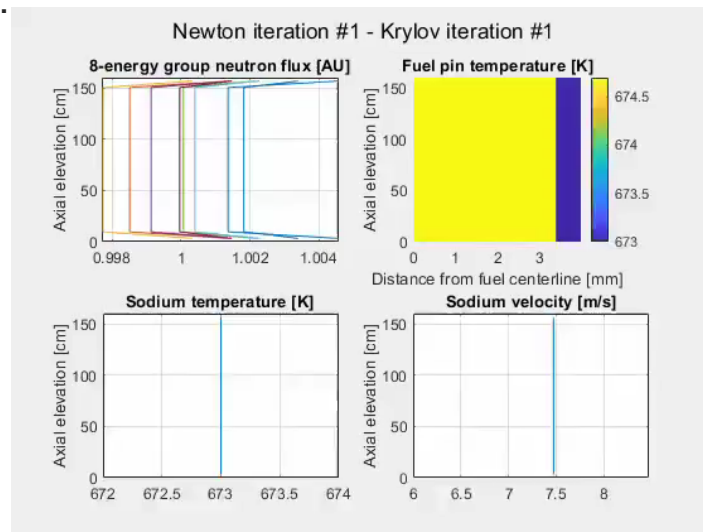 .
Newton iteration #1 - Krylov iteration #1
8-energy group neutron flux [AU]
Axial elevation [cm]
150
100
50
0
0.998 1 1.002 1.004
Fuel pin temperature [K]
Axial elevation [cm]
150
100
50
0
0 1 2 3
Distance from fuel centerline [mm]
674.5
674
673.5
673
Sodium temperature [K]
Axial elevation [cm]
150
100
50
0
672 672.5 673 673.5 674
Sodium velocity [m/s]
Axial elevation [cm]
150
100
50
0
6 6.5 7 7.5 8